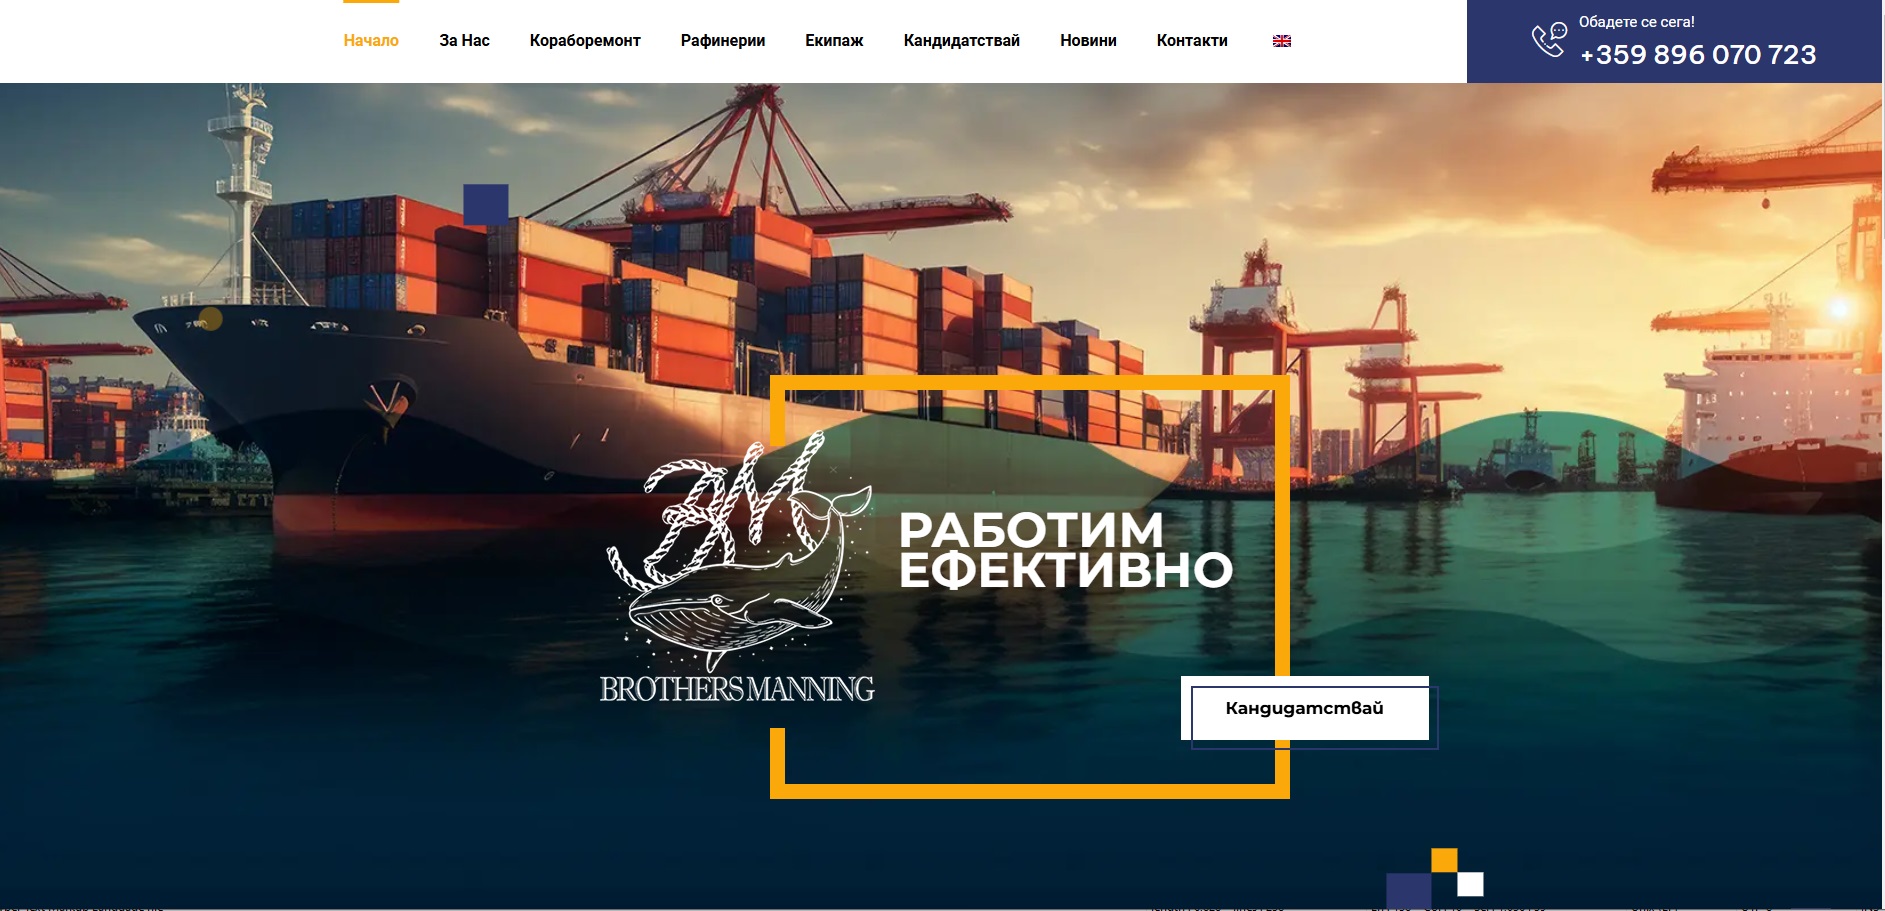 Начало За Нас Кораборемонт Рафинерии Екипаж Кандидатствай Новини Контакти
Обадете се сега!
+359 896 070 723
BM
BROTHERS MANNING
РАБОТИМ
ЕФЕКТИВНО
Кандидатствай